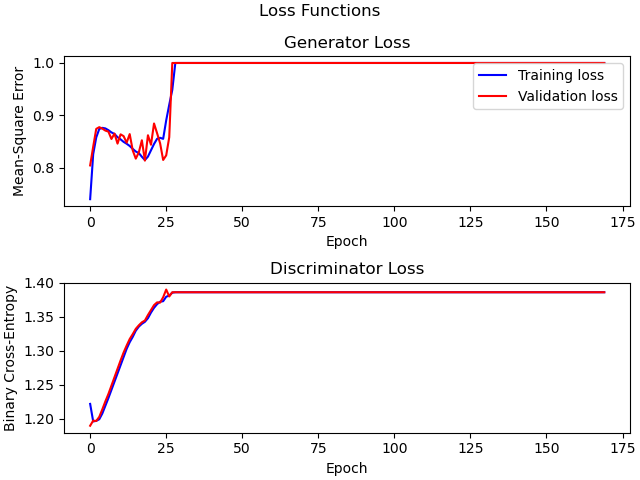 Loss Functions
Generator Loss
Mean-Square Error
1.0
0.9
0.8
Training loss
Validation loss
0 25 50 75 100 125 150 175
Epoch
Discriminator Loss
Binary Cross-Entropy
1.40
1.35
1.30
1.25
1.20
0 25 50 75 100 125 150 175
Epoch